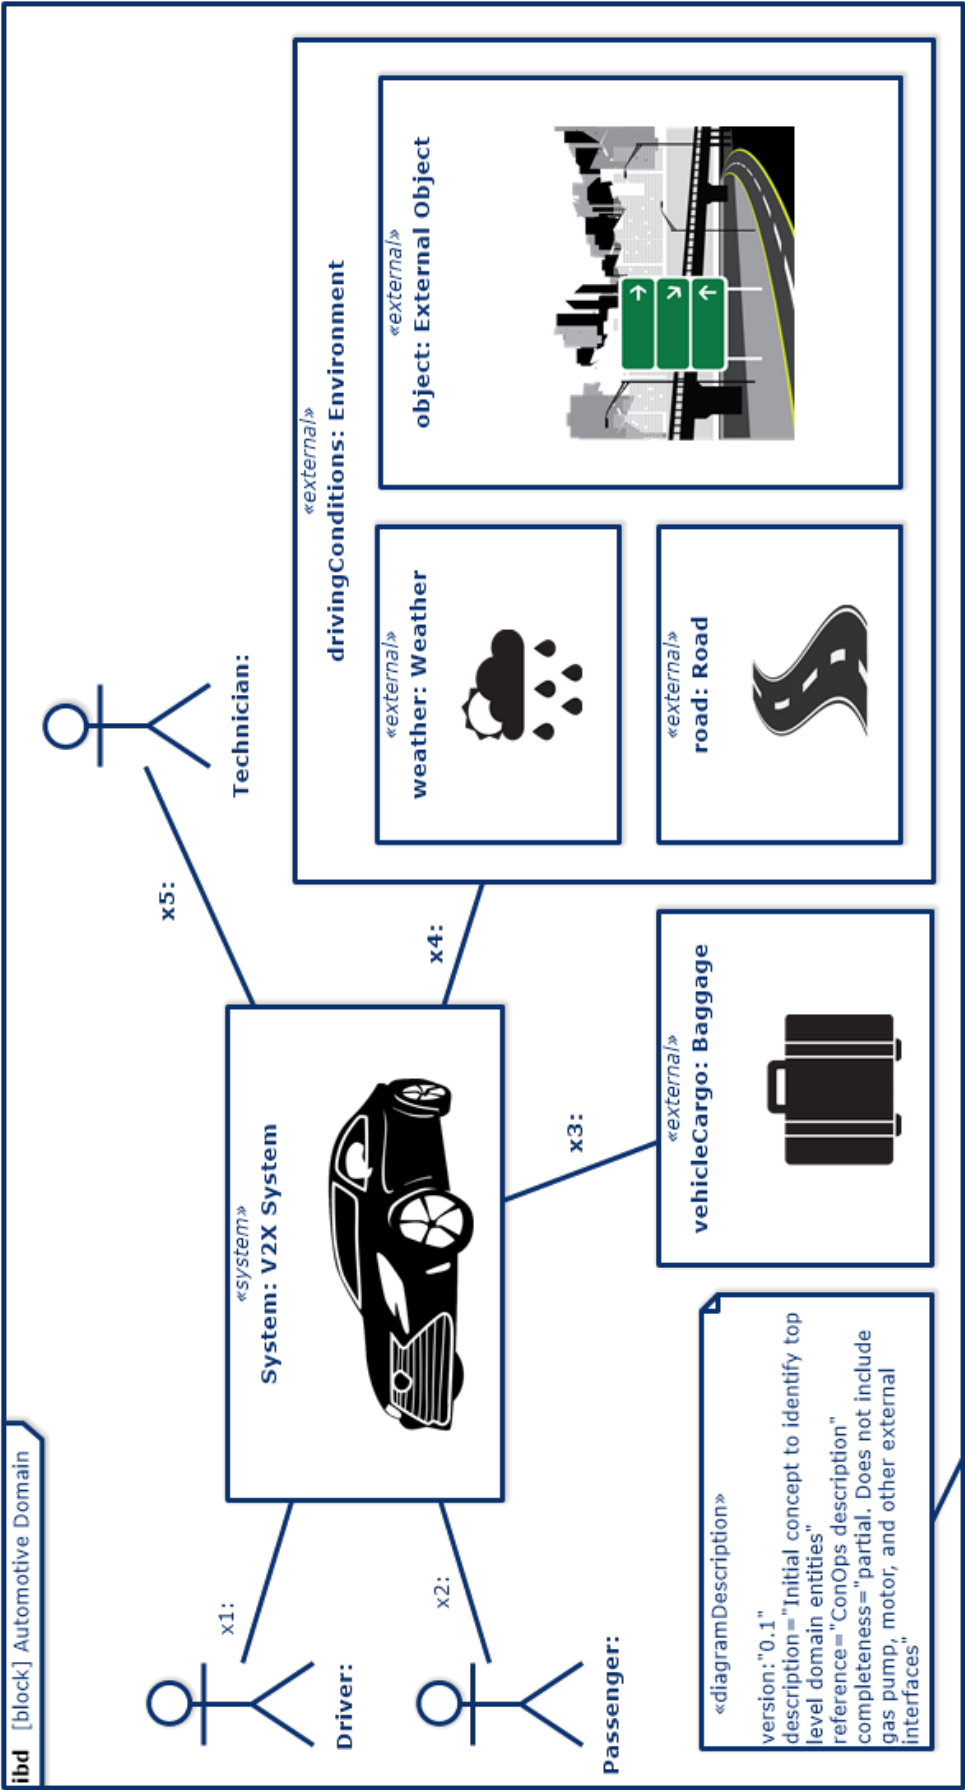 ibd [block] Automotive Domain
x1:
Driver:
x2:
Passenger:
«system»
System: V2X System
x5:
Technician:
x4:
x3:
«external»
drivingConditions: Environment
«external»
weather: Weather
«external»
object: External Object
«external»
road: Road
«external»
vehicleCargo: Baggage
«diagramDescription»
version:"0.1"
description="Initial concept to identify top
level domain entities"
reference="ConOps description"
completeness="partial. Does not include
gas pump, motor, and other external
interfaces"